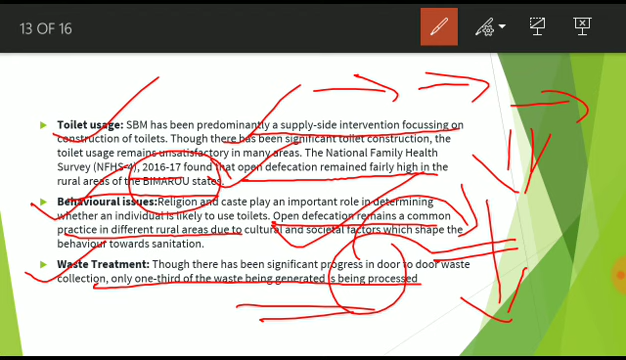 13 OF 16
Toilet usage: SBM has been predominantly a supply-side intervention focussing on
construction of toilets. Though there has been significant toilet construction, the
toilet usage remains unsatisfactory in many areas. The National Family Health
Survey (NFHS-4), 2016-17 found that open defecation remained fairly high in the
rural areas of the BIMAROU states.
Behavioural issues:Religion and caste play an important role in determining
whether an individual is likely to use toilets. Open defecation remains a common
practice in different rural areas due to cultural and societal factors which shape the
behaviour towards sanitation.
Waste Treatment: Though there has been significant progress in door to door waste
collection, only one-third of the waste being generated is being processed